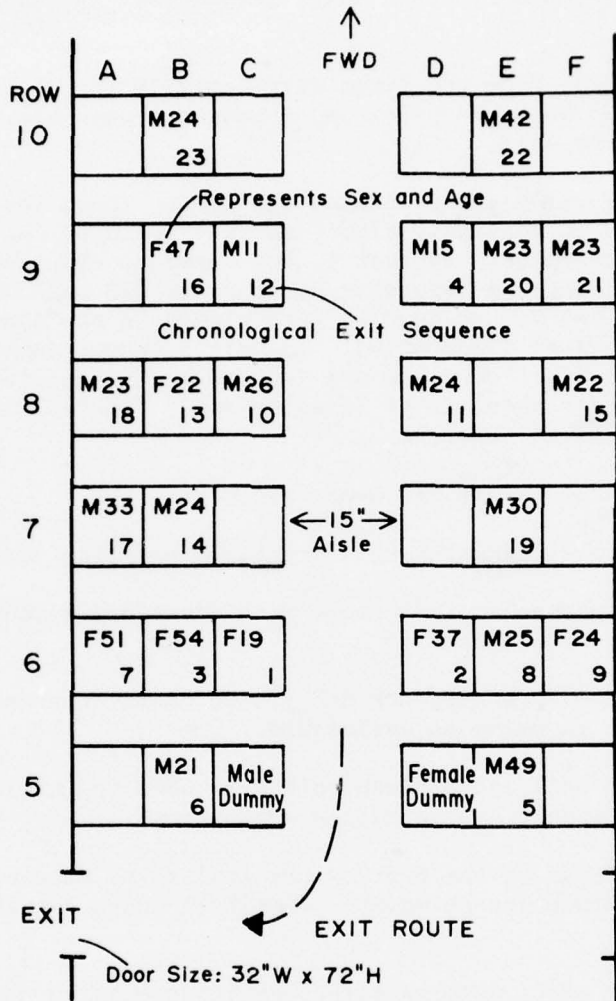 FWD
A B C D E F
ROW
10
M24 M42
23 22
Represents Sex and Age
9
F47 M11 M15 M23 M23
16 12 4 20 21
Chronological Exit Sequence
8
M23 F22 M26 M24 M22
18 13 10 11 15
7
M33 M24 M30
17 14 19
15"
Aisle
6
F51 F54 F19 F37 M25 F24
7 3 1 2 8 9
5
M21 Male Dummy Female Dummy M49
6 5
EXIT EXIT ROUTE
Door Size: 32"W x 72"H